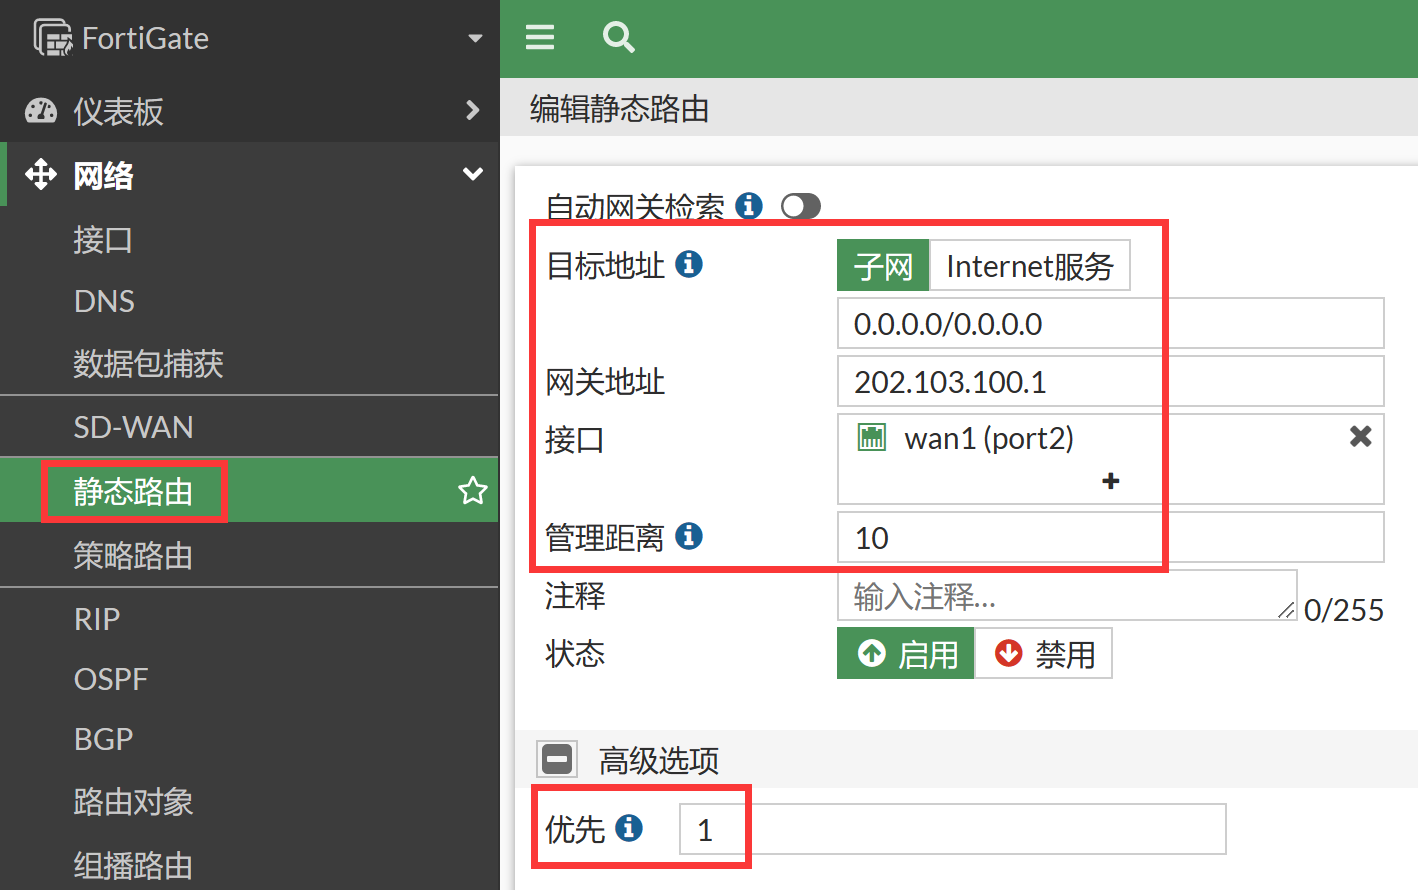 FortiGate
仪表板
网络
接口
DNS
数据包捕获
SD-WAN
静态路由
策略路由
RIP
OSPF
BGP
路由对象
组播路由
编辑静态路由
自动网关检索
目标地址 子网 Internet服务
0.0.0.0/0.0.0.0
网关地址 202.103.100.1
接口 wan1 (port2)
管理距离 10
注释 输入注释... 0/255
状态 启用 禁用
高级选项
优先 1